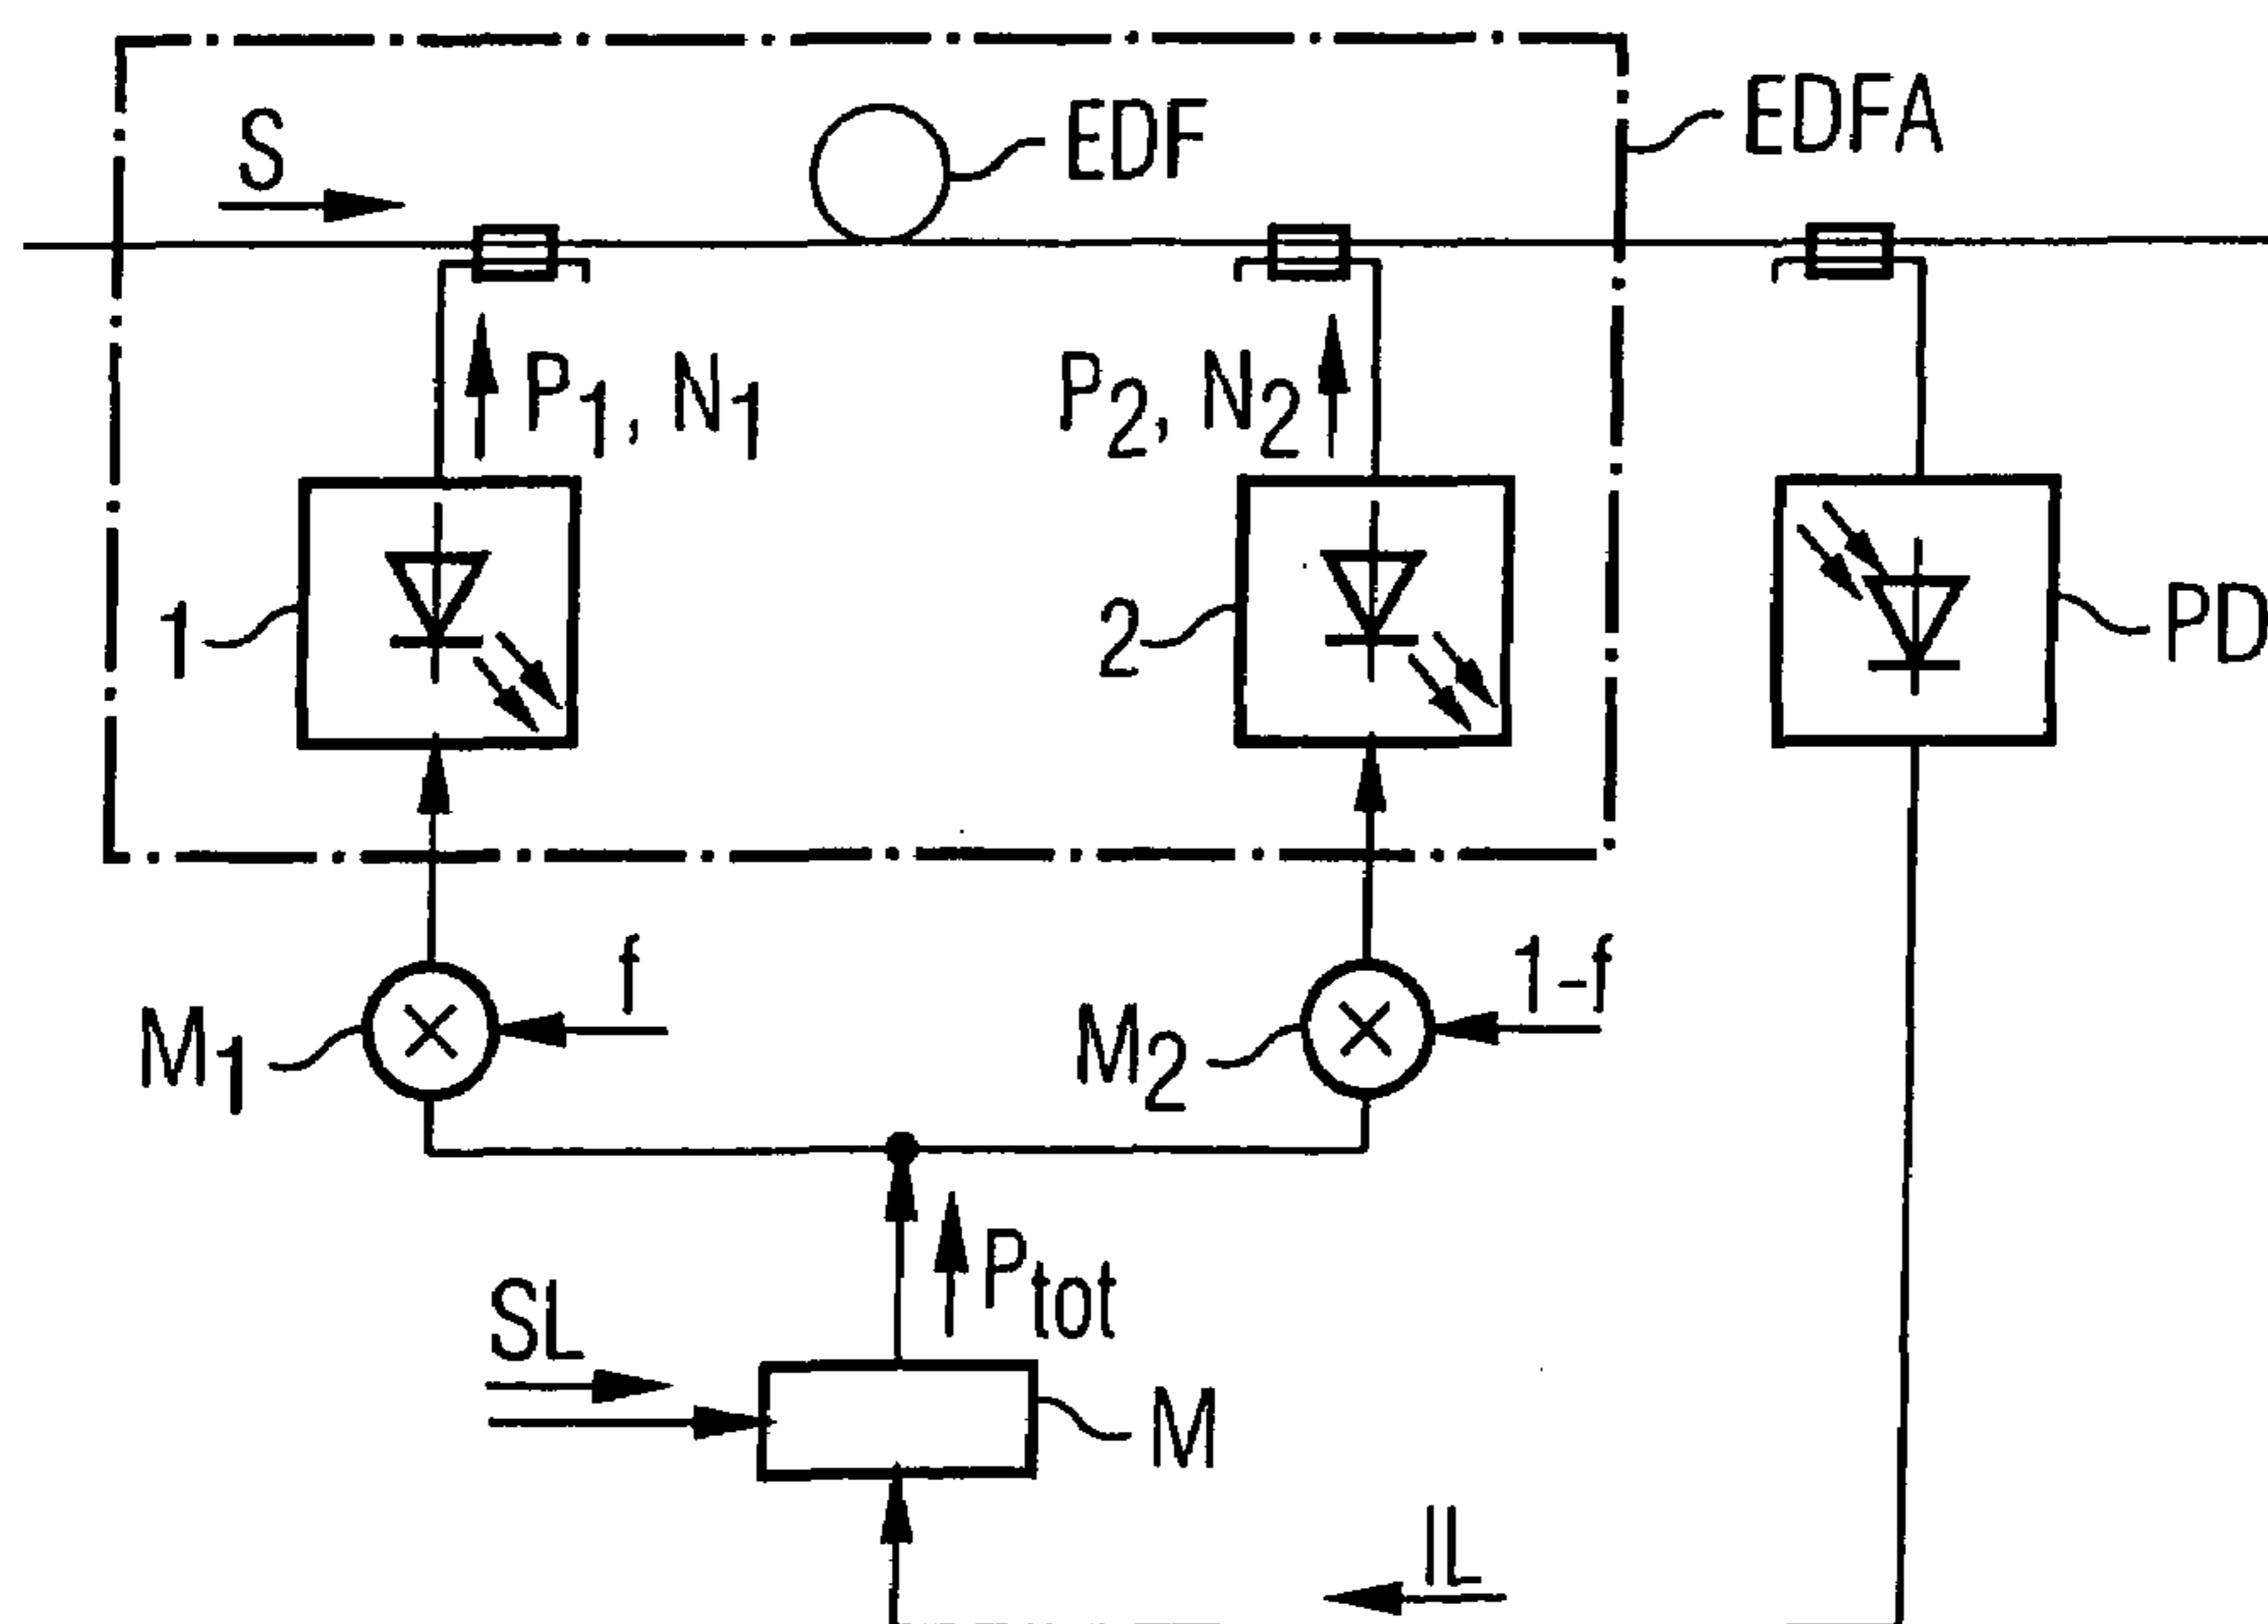 S
EDF
EDFA
P1, N1
P2, N2
1
2
PD
f
1-f
M1
M2
Ptot
SL
M
IL